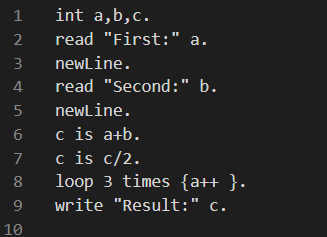 1 int a,b,c.
2 read "First:" a.
3 newLine.
4 read "Second:" b.
5 newLine.
6 c is a+b.
7 c is c/2.
8 loop 3 times {a++ }.
9 write "Result:" c.
10